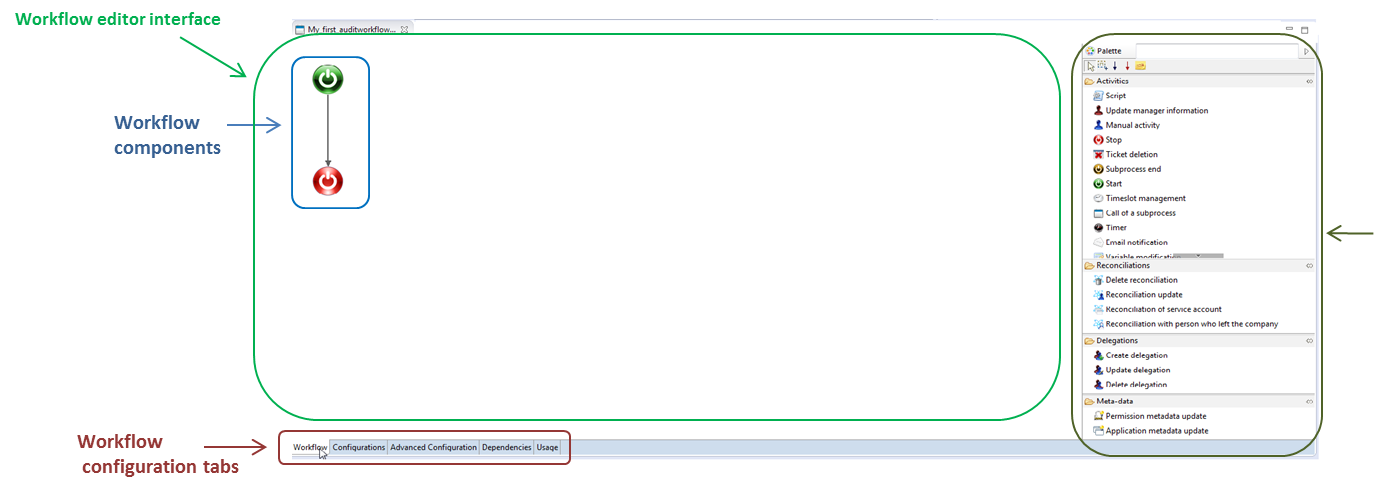 Workflow editor interface
My_first_auditworkflow...
Workflow
components
Palette
Activities
Script
Update manager information
Manual activity
Stop
Ticket deletion
Subprocess end
Start
Timeslot management
Call of a subprocess
Timer
Email notification
Variable modification
Reconciliations
Delete reconciliation
Reconciliation update
Reconciliation of service account
Reconciliation with person who left the company
Delegations
Create delegation
Update delegation
Delete delegation
Meta-data
Permission metadata update
Application metadata update
Workflow
configuration tabs
Workflow Configurations Advanced Configuration Dependencies Usage